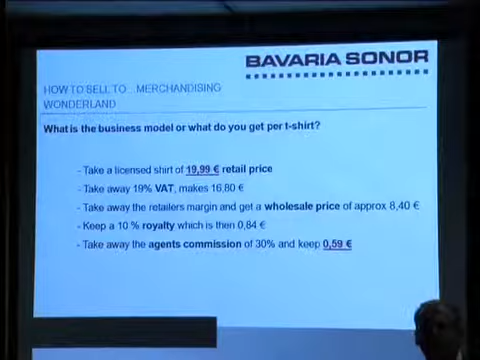 BAVARIA SONOR
HOW TO SELL TO...MERCHANDISING
WONDERLAND
What is the business model or what do you get per t-shirt?
- Take a licensed shirt of 19,99 € retail price
- Take away 19% VAT, makes 16,80 €
- Take away the retailers margin and get a wholesale price of approx 8,40 €
- Keep a 10 % royalty which is then 0,84 €
- Take away the agents commission of 30% and keep 0,59 €